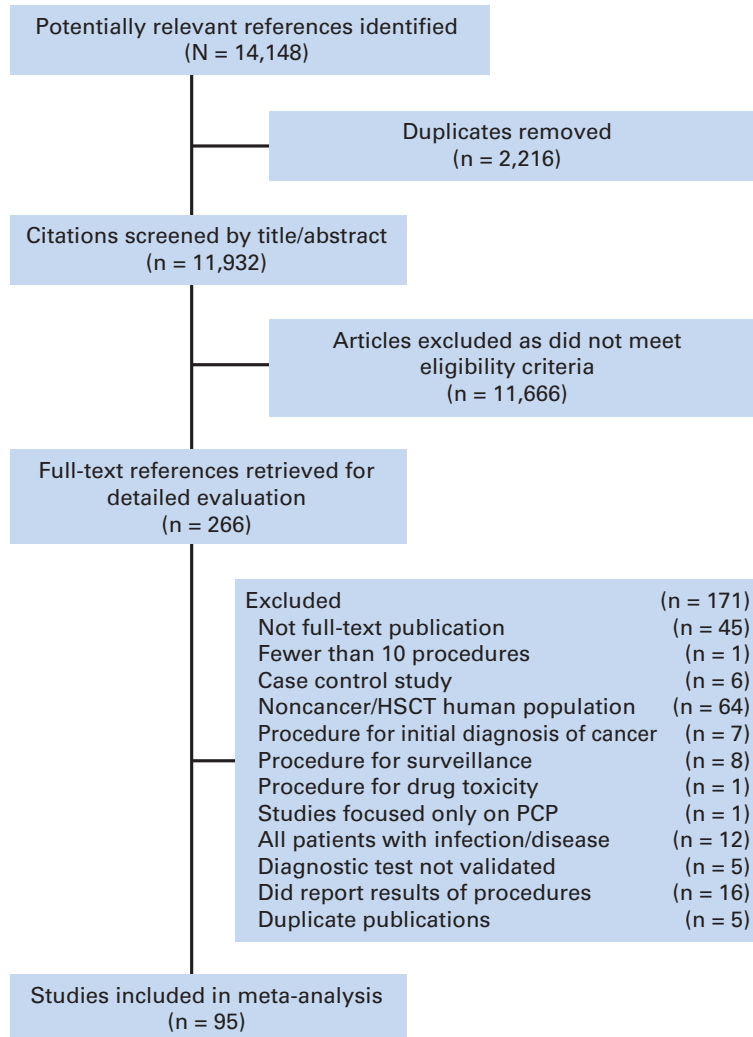 Potentially relevant references identified
(N = 14,148)
Duplicates removed
(n = 2,216)
Citations screened by title/abstract
(n = 11,932)
Articles excluded as did not meet
eligibility criteria
(n = 11,666)
Full-text references retrieved for
detailed evaluation
(n = 266)
Excluded (n = 171)
Not full-text publication (n = 45)
Fewer than 10 procedures (n = 1)
Case control study (n = 6)
Noncancer/HSCT human population (n = 64)
Procedure for initial diagnosis of cancer (n = 7)
Procedure for surveillance (n = 8)
Procedure for drug toxicity (n = 1)
Studies focused only on PCP (n = 1)
All patients with infection/disease (n = 12)
Diagnostic test not validated (n = 5)
Did report results of procedures (n = 16)
Duplicate publications (n = 5)
Studies included in meta-analysis
(n = 95)